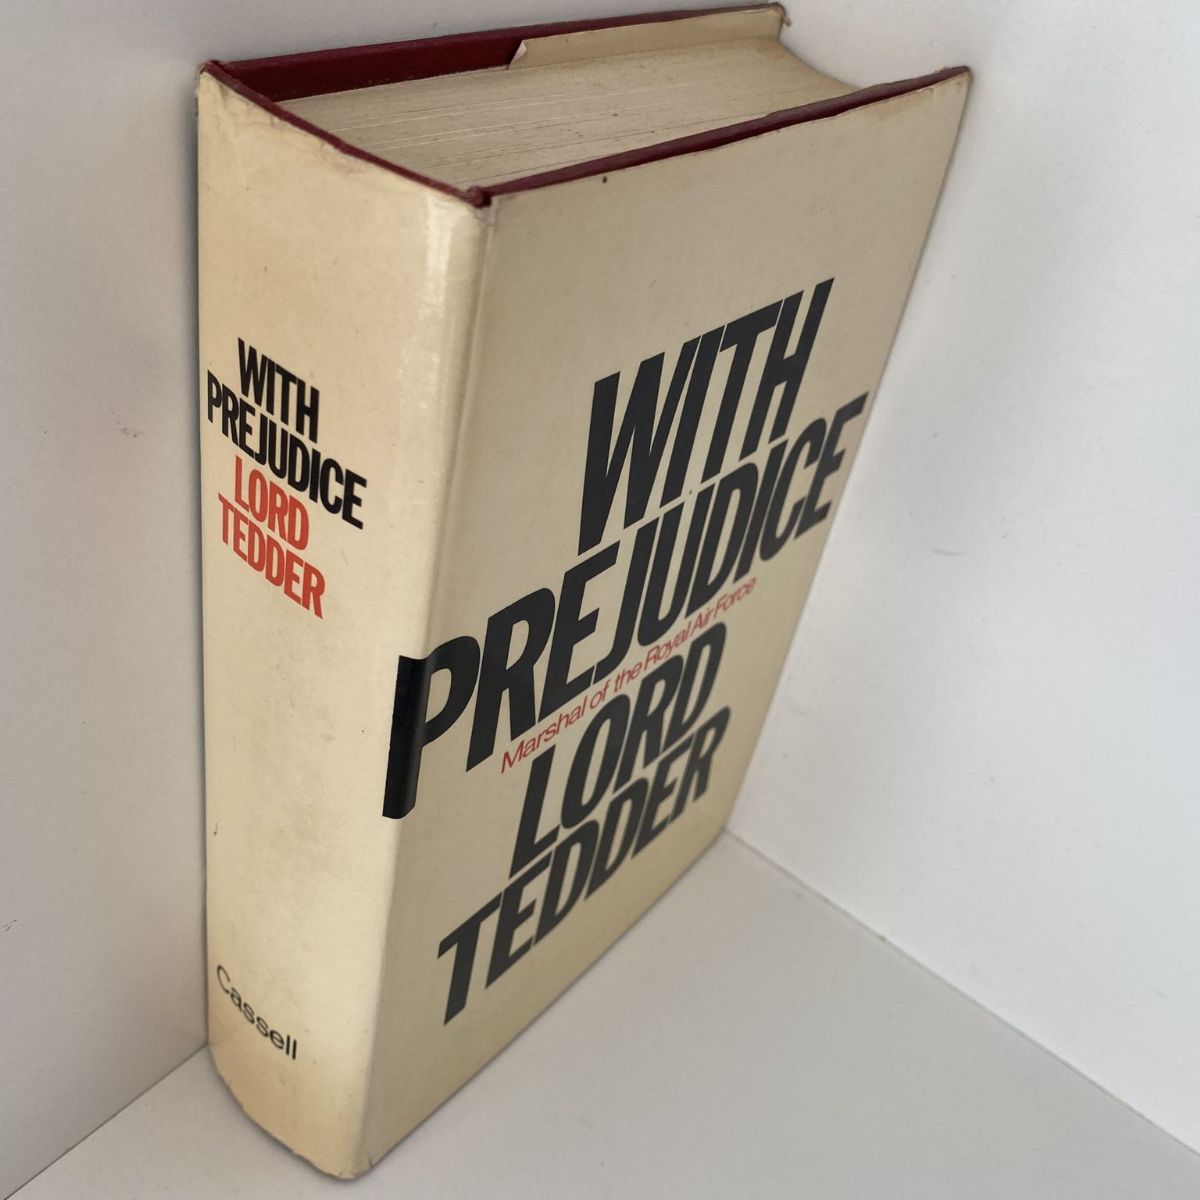 WITH
PREJUDICE
LORD
TEDDER
Cassell
WITH
PREJUDICE
Marshal of the Royal Air Force
LORD
TEDDER